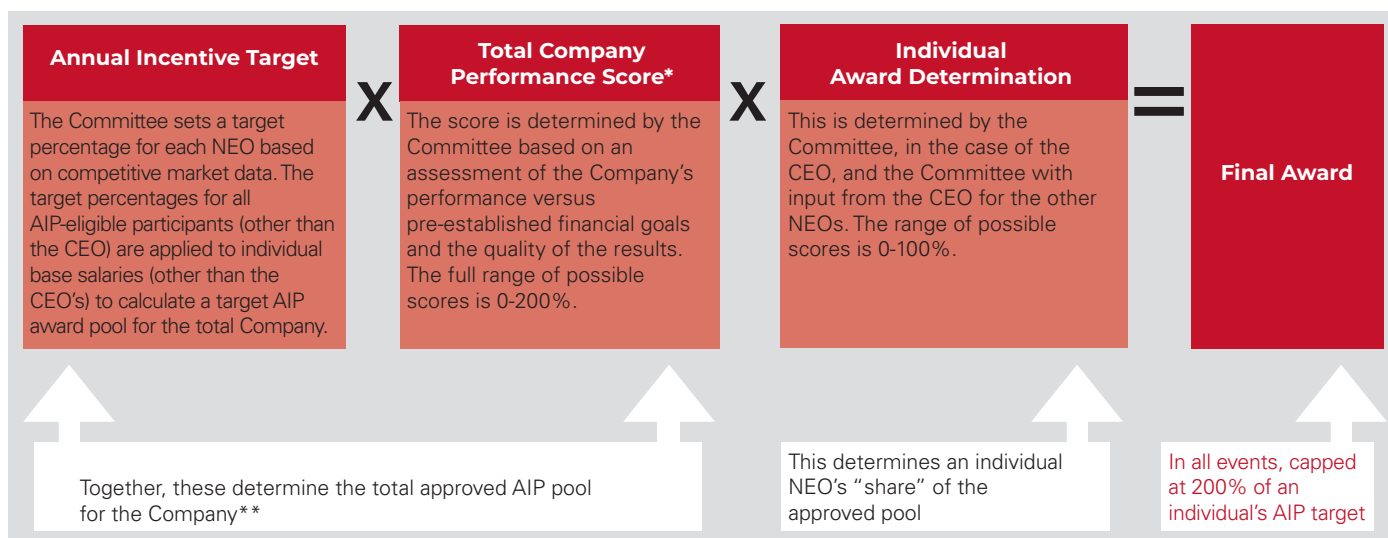 Annual Incentive Target
The Committee sets a target
percentage for each NEO based
on competitive market data. The
target percentages for all
AIP-eligible participants (other than
the CEO) are applied to individual
base salaries (other than the
CEO's) to calculate a target AIP
award pool for the total Company.
X
Total Company
Performance Score*
The score is determined by the
Committee based on an
assessment of the Company's
performance versus
pre-established financial goals
and the quality of the results.
The full range of possible
scores is 0-200%.
X
Individual
Award Determination
This is determined by the
Committee, in the case of the
CEO, and the Committee with
input from the CEO for the other
NEOs. The range of possible
scores is 0-100%.
=
Final Award
Together, these determine the total approved AIP pool
for the Company**
This determines an individual
NEO's “share” of the
approved pool
In all events, capped
at 200% of an
individual's AIP target